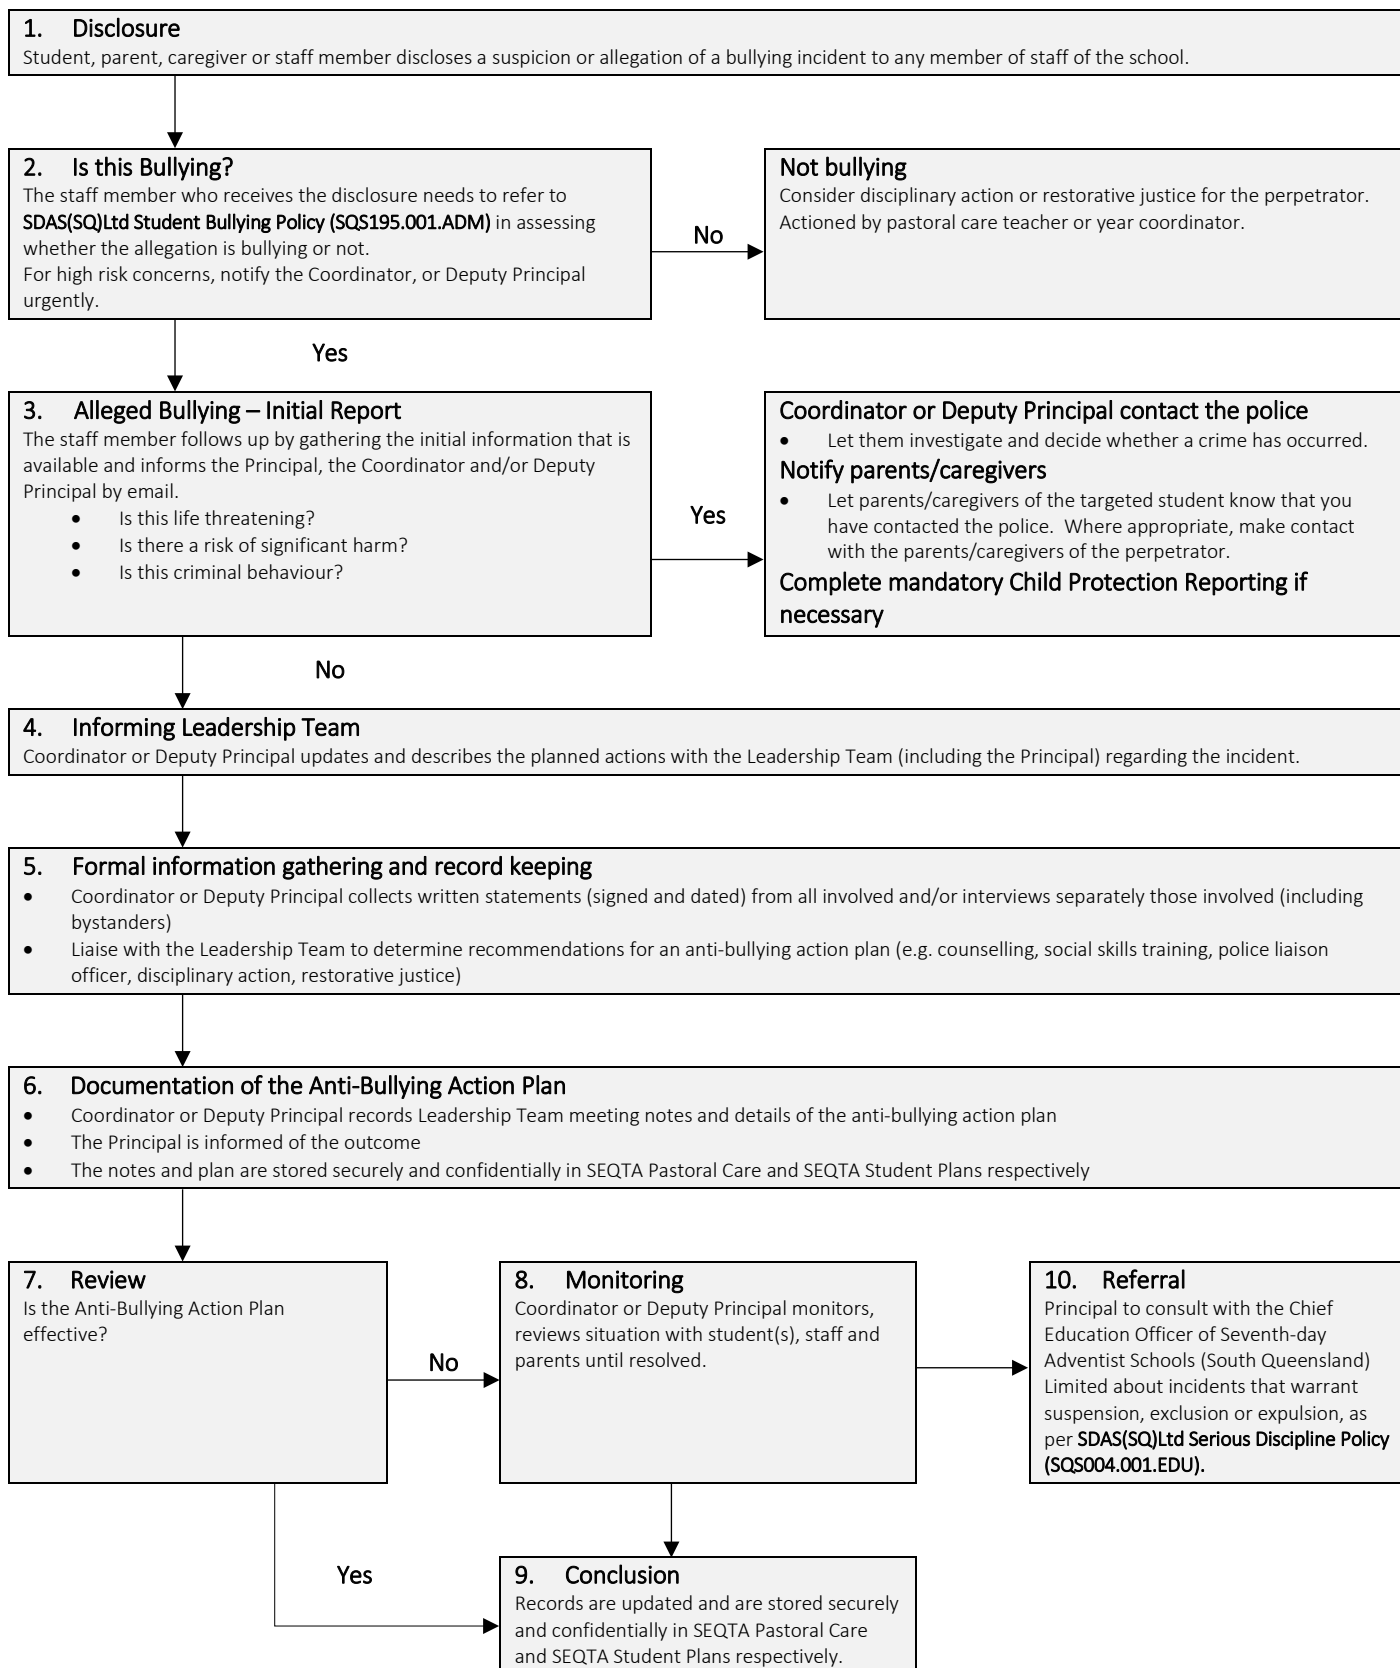 1. Disclosure
Student, parent, caregiver or staff member discloses a suspicion or allegation of a bullying incident to any member of staff of the school.
2. Is this Bullying?
The staff member who receives the disclosure needs to refer to
SDAS(SQ)Ltd Student Bullying Policy (SQS195.001.ADM) in assessing
whether the allegation is bullying or not.
For high risk concerns, notify the Coordinator, or Deputy Principal
urgently.
No
Not bullying
Consider disciplinary action or restorative justice for the perpetrator.
Actioned by pastoral care teacher or year coordinator.
Yes
3. Alleged Bullying – Initial Report
The staff member follows up by gathering the initial information that is
available and informs the Principal, the Coordinator and/or Deputy
Principal by email.
• Is this life threatening?
• Is there a risk of significant harm?
• Is this criminal behaviour?
Yes
Coordinator or Deputy Principal contact the police
• Let them investigate and decide whether a crime has occurred.
Notify parents/caregivers
• Let parents/caregivers of the targeted student know that you
have contacted the police. Where appropriate, make contact
with the parents/caregivers of the perpetrator.
Complete mandatory Child Protection Reporting if
necessary
No
4. Informing Leadership Team
Coordinator or Deputy Principal updates and describes the planned actions with the Leadership Team (including the Principal) regarding the incident.
5. Formal information gathering and record keeping
• Coordinator or Deputy Principal collects written statements (signed and dated) from all involved and/or interviews separately those involved (including
bystanders)
• Liaise with the Leadership Team to determine recommendations for an anti-bullying action plan (e.g. counselling, social skills training, police liaison
officer, disciplinary action, restorative justice)
6. Documentation of the Anti-Bullying Action Plan
• Coordinator or Deputy Principal records Leadership Team meeting notes and details of the anti-bullying action plan
• The Principal is informed of the outcome
• The notes and plan are stored securely and confidentially in SEQTA Pastoral Care and SEQTA Student Plans respectively
7. Review
Is the Anti-Bullying Action Plan
effective?
No
8. Monitoring
Coordinator or Deputy Principal monitors,
reviews situation with student(s), staff and
parents until resolved.
10. Referral
Principal to consult with the Chief
Education Officer of Seventh-day
Adventist Schools (South Queensland)
Limited about incidents that warrant
suspension, exclusion or expulsion, as
per SDAS(SQ)Ltd Serious Discipline Policy
(SQS004.001.EDU).
Yes
9. Conclusion
Records are updated and are stored securely
and confidentially in SEQTA Pastoral Care
and SEQTA Student Plans respectively.